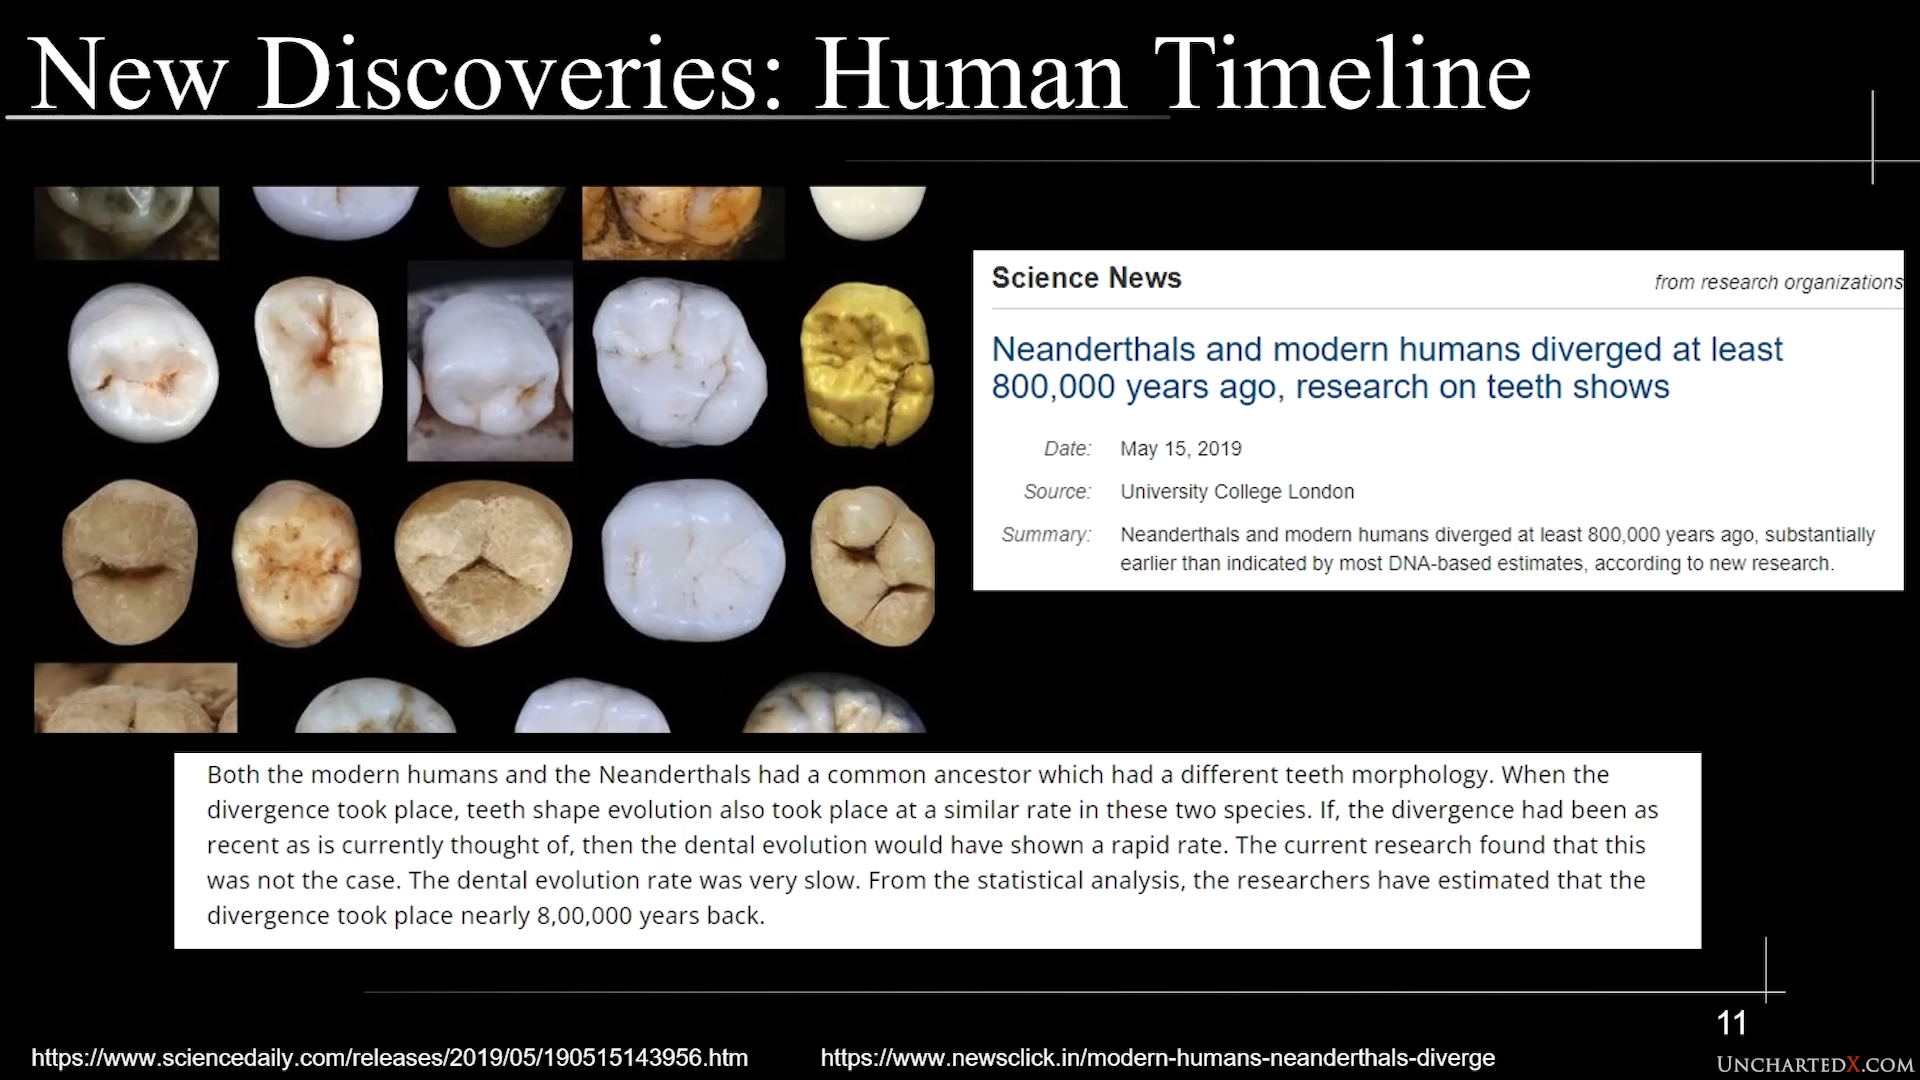 New Discoveries: Human Timeline
Science News
from research organizations
Neanderthals and modern humans diverged at least
800,000 years ago, research on teeth shows
Date: May 15, 2019
Source: University College London
Summary: Neanderthals and modern humans diverged at least 800,000 years ago, substantially
earlier than indicated by most DNA-based estimates, according to new research.
Both the modern humans and the Neanderthals had a common ancestor which had a different teeth morphology. When the
divergence took place, teeth shape evolution also took place at a similar rate in these two species. If, the divergence had been as
recent as is currently thought of, then the dental evolution would have shown a rapid rate. The current research found that this
was not the case. The dental evolution rate was very slow. From the statistical analysis, the researchers have estimated that the
divergence took place nearly 8,00,000 years back.
11
https://www.sciencedaily.com/releases/2019/05/190515143956.htm
https://www.newsclick.in/modern-humans-neanderthals-diverge
UNCHARTEDX.COM